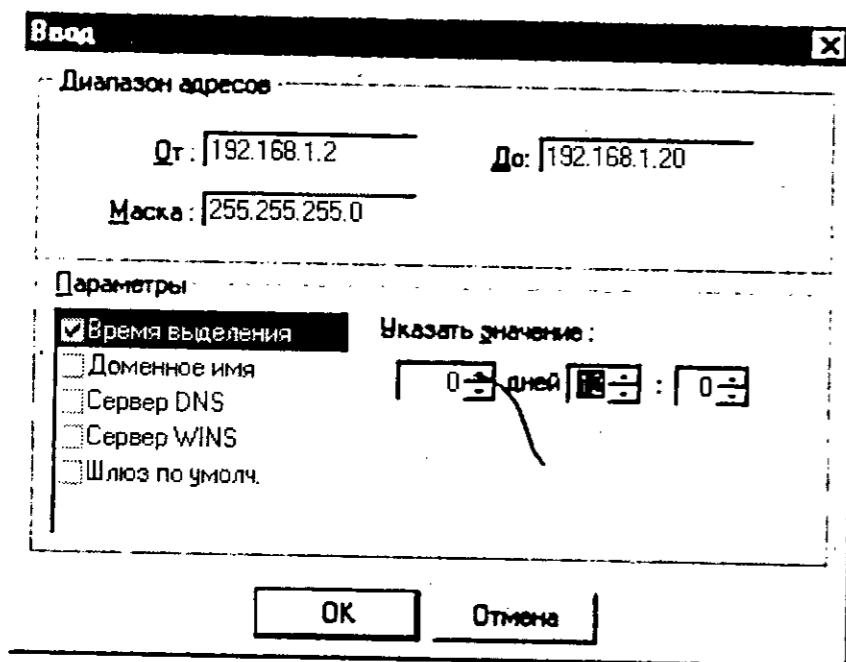 Ввод
Диапазон адресов
От: 192.168.1.2
До: 192.168.1.20
Маска: 255.255.255.0
Параметры
Время выделения
Доменное имя
Сервер DNS
Сервер WINS
Шлюз по умолч.
Указать значение:
0 дней : 0
OK
Отмена